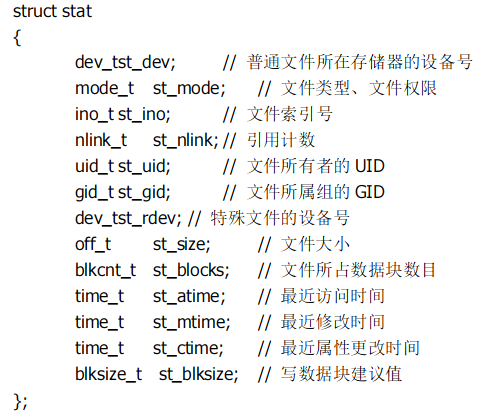 struct stat
{
dev_tst_dev; // 普通文件所在存储器的设备号
mode_t st_mode; // 文件类型、文件权限
ino_t st_ino; // 文件索引号
nlink_t st_nlink; // 引用计数
uid_t st_uid; // 文件所有者的 UID
gid_t st_gid; // 文件所属组的 GID
dev_tst_rdev; // 特殊文件的设备号
off_t st_size; // 文件大小
blkcnt_t st_blocks; // 文件所占数据块数目
time_t st_atime; // 最近访问时间
time_t st_mtime; // 最近修改时间
time_t st_ctime; // 最近属性更改时间
blksize_t st_blksize; // 写数据块建议值
};